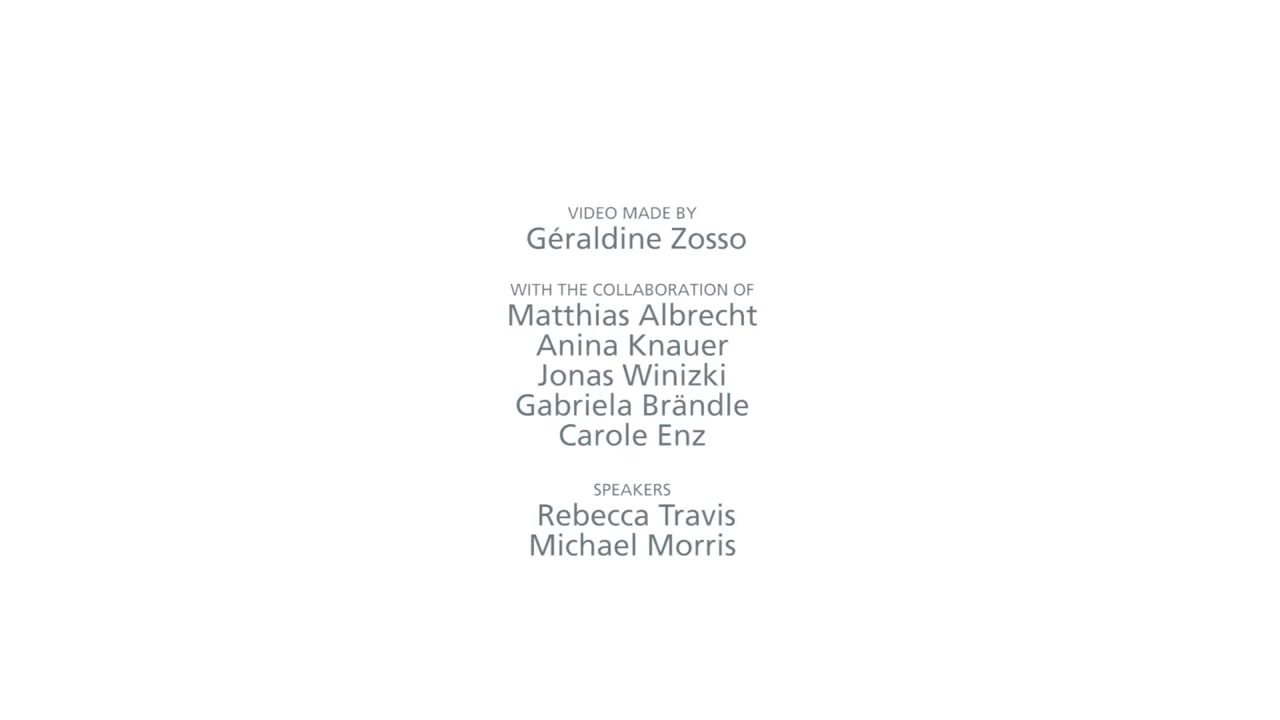 VIDEO MADE BY
Géraldine Zosso
WITH THE COLLABORATION OF
Matthias Albrecht
Anina Knauer
Jonas Winizki
Gabriela Brändle
Carole Enz
SPEAKERS
Rebecca Travis
Michael Morris